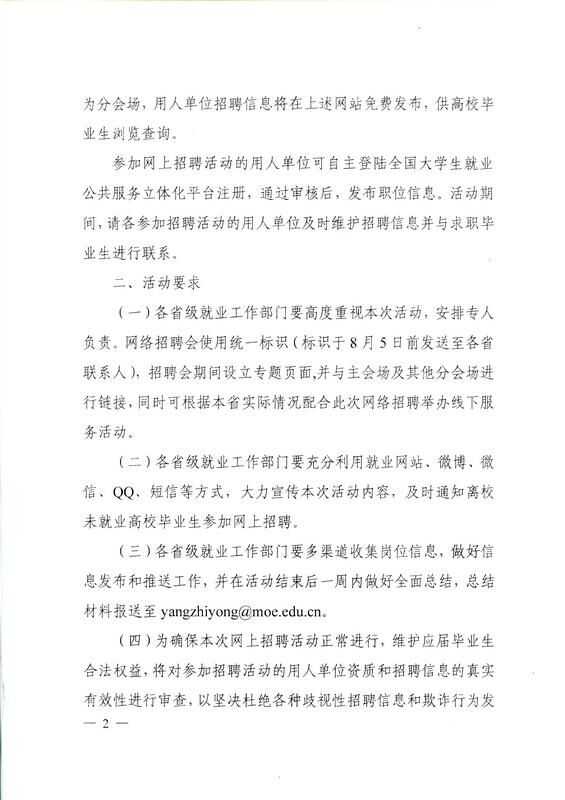 为分会场，用人单位招聘信息将在上述网站免费发布，供高校毕
业生浏览查询。
参加网上招聘活动的用人单位可自主登陆全国大学生就业
公共服务立体化平台注册，通过审核后，发布职位信息。活动期
间，请各参加招聘活动的用人单位及时维护招聘信息并与求职毕
业生进行联系。
二、活动要求
（一）各省级就业工作部门要高度重视本次活动，安排专人
负责。网络招聘会使用统一标识（标识于8月5日前发送至各省
联系人），招聘会期间设立专题页面,并与主会场及其他分会场进
行链接，同时可根据本省实际情况配合此次网络招聘举办线下服
务活动。
（二）各省级就业工作部门要充分利用就业网站、微博、微
信、QQ、短信等方式，大力宣传本次活动内容，及时通知离校
未就业高校毕业生参加网上招聘。
（三）各省级就业工作部门要多渠道收集岗位信息，做好信
息发布和推送工作，并在活动结束后一周内做好全面总结，总结
材料报送至 yangzhiyong@moe.edu.cn。
（四）为确保本次网上招聘活动正常进行，维护应届毕业生
合法权益，将对参加招聘活动的用人单位资质和招聘信息的真实
有效性进行审查，以坚决杜绝各种歧视性招聘信息和欺诈行为发
— 2 —